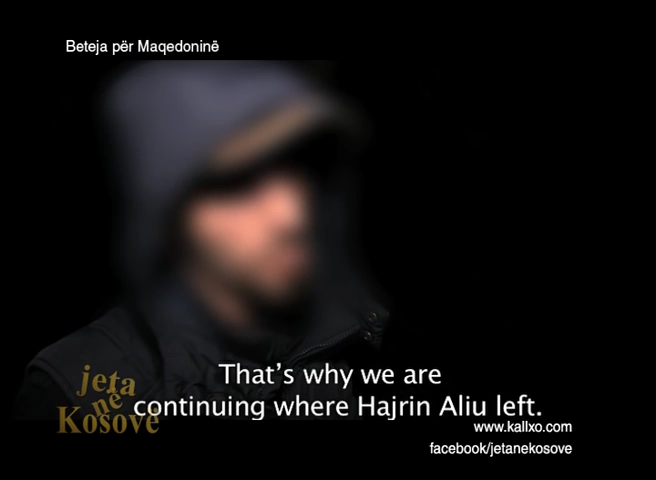 Beteja për Maqedoninë
That's why we are
continuing where Hajrin Aliu left.
jeta
në
Kosovë
www.kallxo.com
facebook/jetanekosove